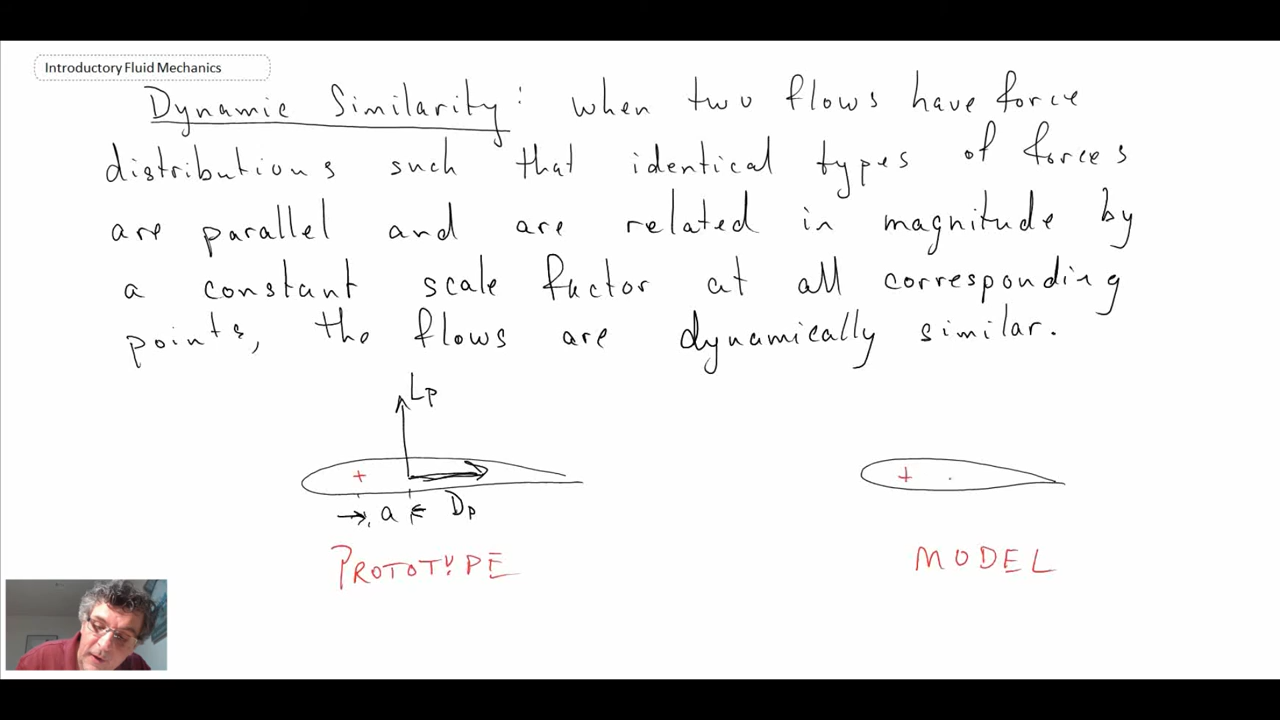 Introductory Fluid Mechanics
Dynamic Similarity: when two flows have force
distributions such that identical types of forces
are parallel and are related in magnitude by
a constant scale factor at all corresponding
points, the flows are dynamically similar.
Lp
a Dp
PROTOTYPE
MODEL